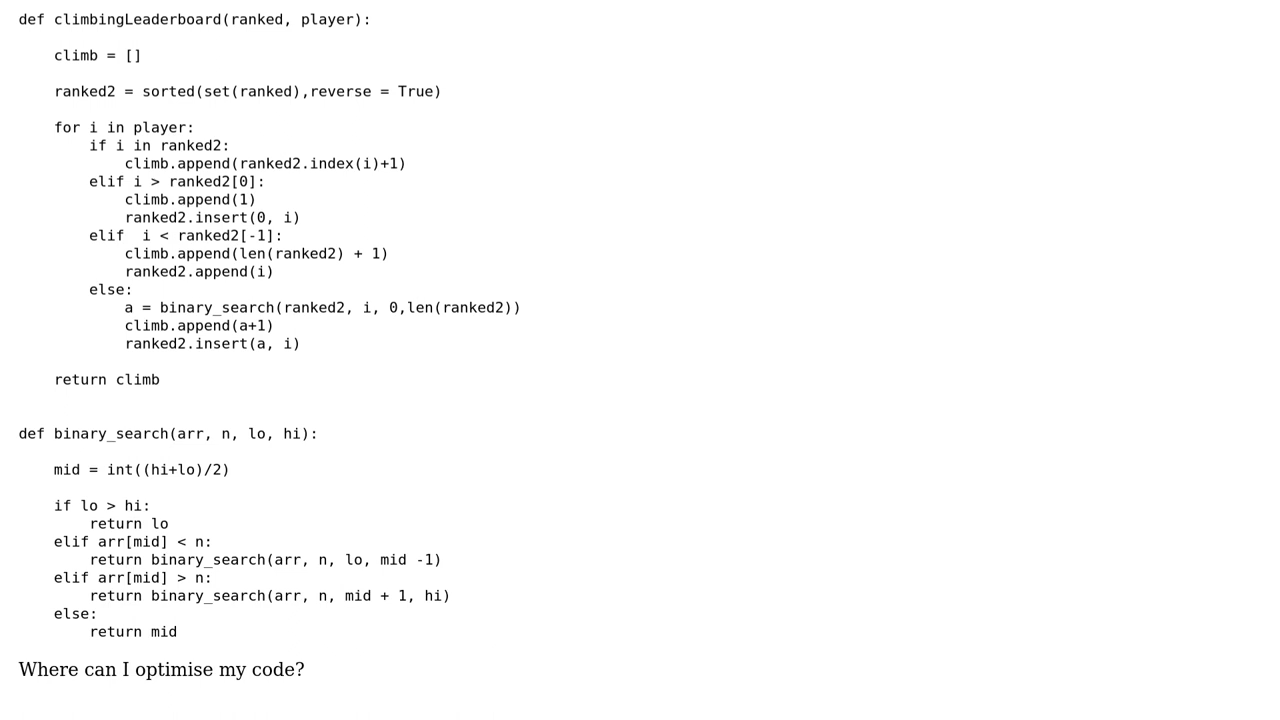 def climbingLeaderboard(ranked, player):
    climb = []
    ranked2 = sorted(set(ranked),reverse = True)
    for i in player:
        if i in ranked2:
            climb.append(ranked2.index(i)+1)
        elif i > ranked2[0]:
            climb.append(1)
            ranked2.insert(0, i)
        elif  i < ranked2[-1]:
            climb.append(len(ranked2) + 1)
            ranked2.append(i)
        else:
            a = binary_search(ranked2, i, 0,len(ranked2))
            climb.append(a+1)
            ranked2.insert(a, i)
    return climb
def binary_search(arr, n, lo, hi):
    mid = int((hi+lo)/2)
    if lo > hi:
        return lo
    elif arr[mid] < n:
        return binary_search(arr, n, lo, mid -1)
    elif arr[mid] > n:
        return binary_search(arr, n, mid + 1, hi)
    else:
        return mid
Where can I optimise my code?